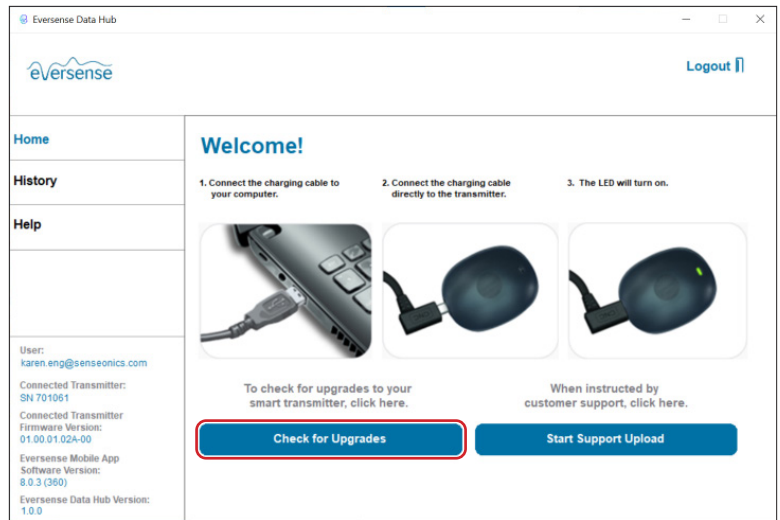 Eversense Data Hub
eversense
Logout
Home
History
Help
Welcome!
1. Connect the charging cable to
your computer.
2. Connect the charging cable
directly to the transmitter.
3. The LED will turn on.
To check for upgrades to your
smart transmitter, click here.
When instructed by
customer support, click here.
Check for Upgrades
Start Support Upload
User:
karen.eng@senseonics.com
Connected Transmitter:
SN 701061
Connected Transmitter
Firmware Version:
01.00.01.02A-00
Eversense Mobile App
Software Version:
8.0.3 (360)
Eversense Data Hub Version:
1.0.0